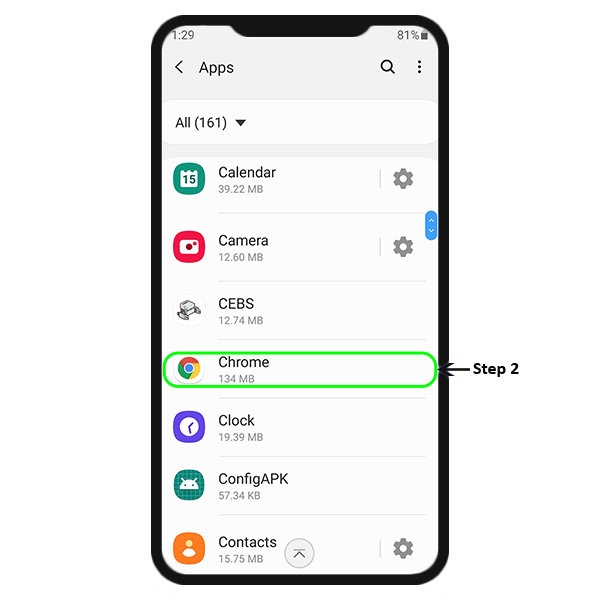 1:29 81%
Apps
All (161)
15
Calendar
39.22 MB
Camera
12.60 MB
CEBS
12.74 MB
Chrome
134 MB
Step 2
Clock
19.39 MB
ConfigAPK
57.34 KB
Contacts
15.75 MB